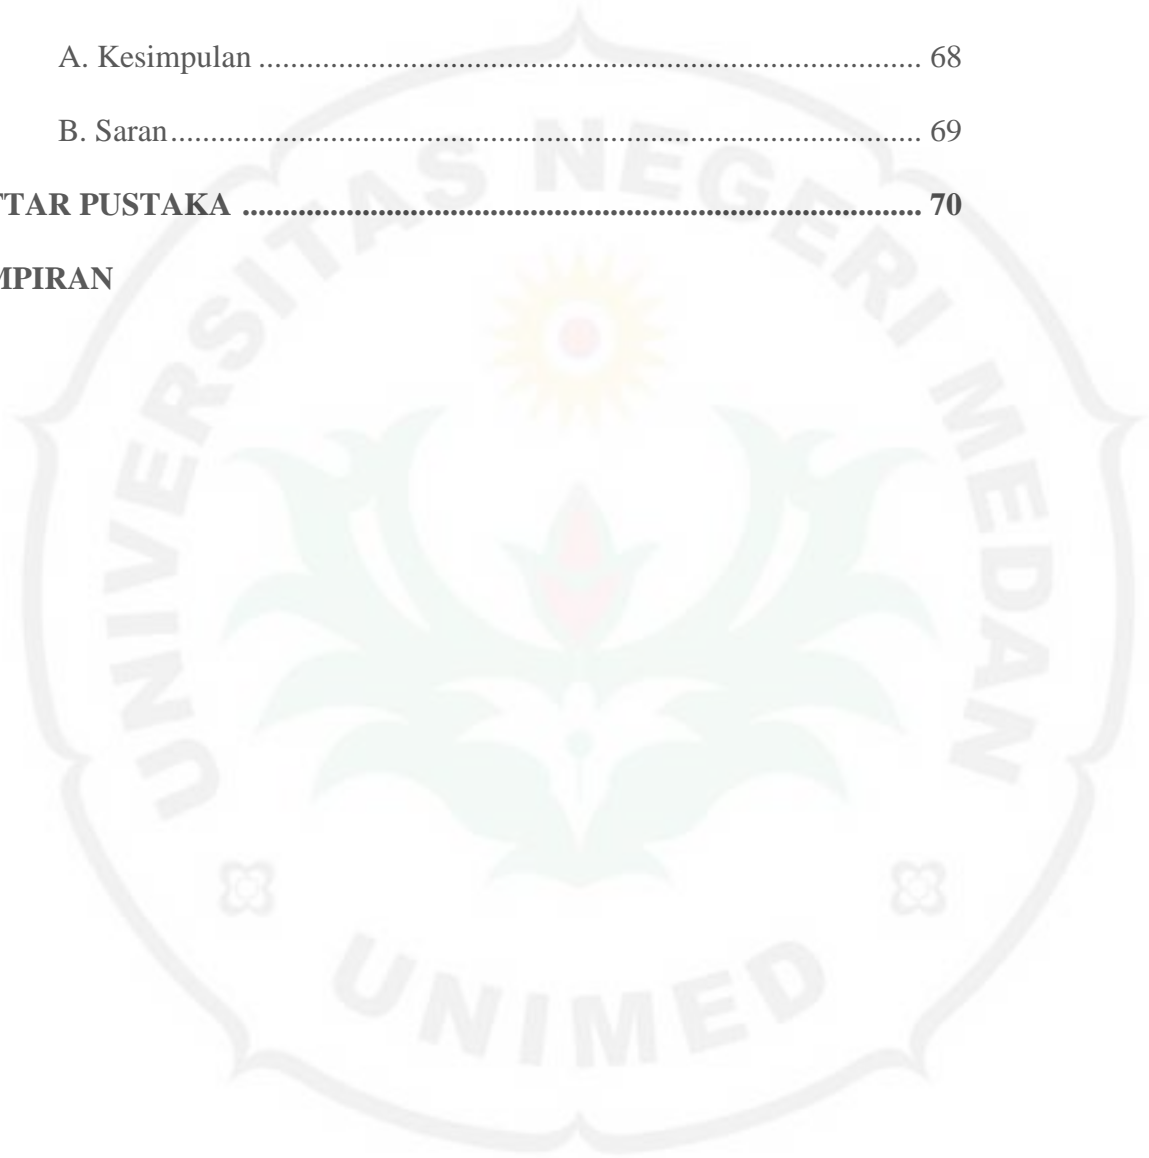 A. Kesimpulan .................................................................................. 68
B. Saran............................................................................................. 69
TAR PUSTAKA .................................................................................... 70
MPIRAN
UNIVERSITAS NEGERI MEDAN
UNIMED